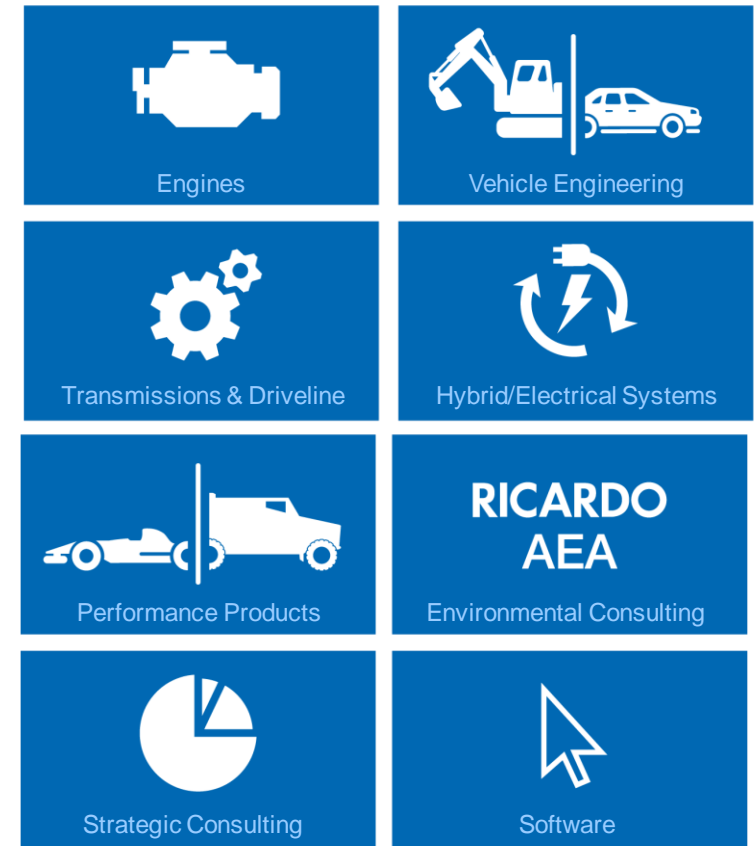 Engines
Vehicle Engineering
Transmissions & Driveline
Hybrid/Electrical Systems
Performance Products
RICARDO
AEA
Environmental Consulting
Strategic Consulting
Software